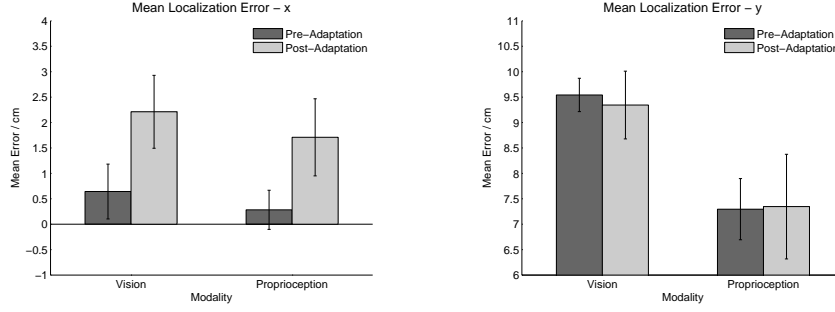 Mean Localization Error – x
4
3.5
3
2.5
2
1.5
1
0.5
0
−0.5
−1
Mean Error / cm
Pre−Adaptation
Post−Adaptation
Vision
Proprioception
Modality
Mean Localization Error – y
11
10.5
10
9.5
9
8.5
8
7.5
7
6.5
6
Mean Error / cm
Pre−Adaptation
Post−Adaptation
Vision
Proprioception
Modality